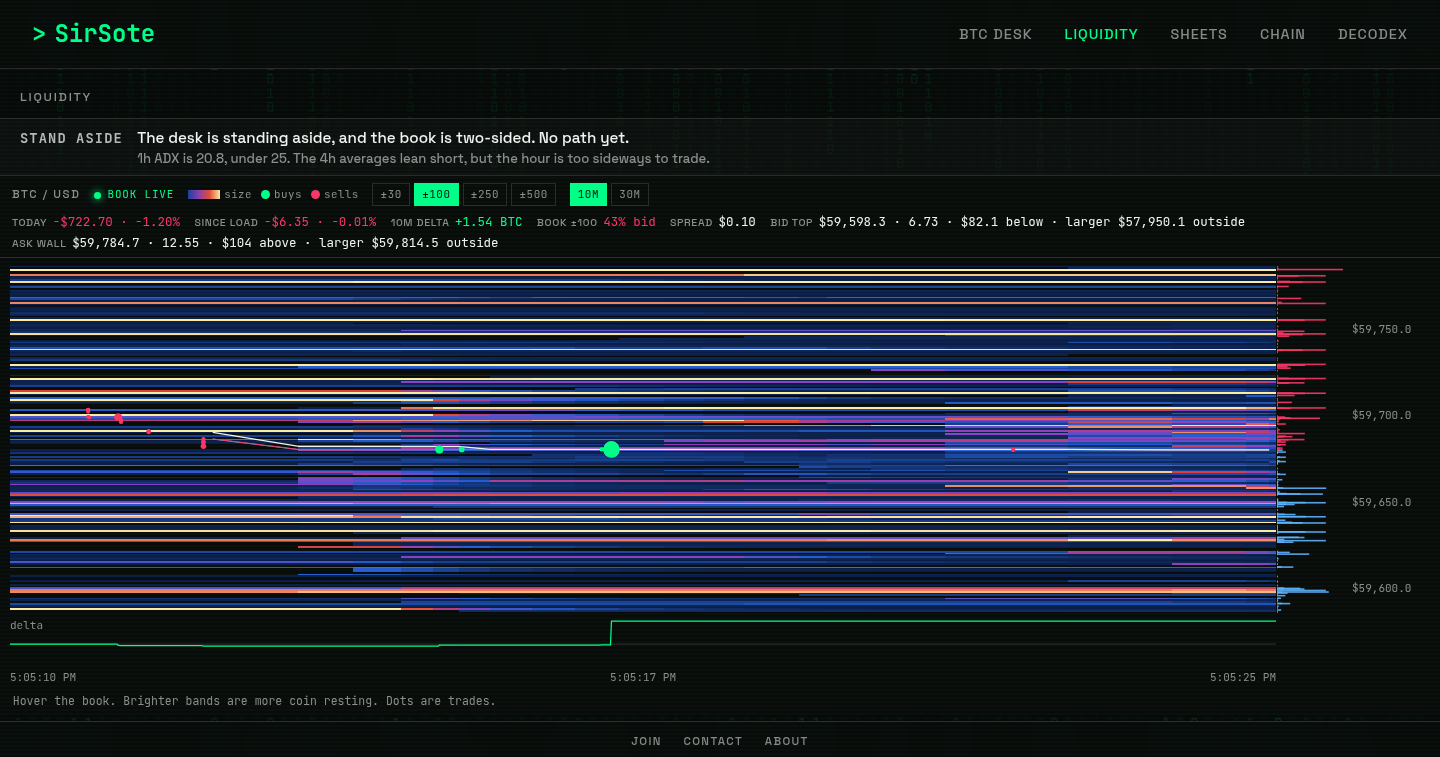 > SirSote
BTC DESK LIQUIDITY SHEETS CHAIN DECODEX
LIQUIDITY
STAND ASIDE The desk is standing aside, and the book is two-sided. No path yet.
1h ADX is 20.8, under 25. The 4h averages lean short, but the hour is too sideways to trade.
BTC / USD BOOK LIVE size buys sells ±30 ±100 ±250 ±500 10M 30M
TODAY -$722.70 · -1.20% SINCE LOAD -$6.35 · -0.01% 10M DELTA +1.54 BTC BOOK ±100 43% bid SPREAD $0.10 BID TOP $59,598.3 · 6.73 · $82.1 below · larger $57,950.1 outside
ASK WALL $59,784.7 · 12.55 · $104 above · larger $59,814.5 outside
$59,750.0
$59,700.0
$59,650.0
$59,600.0
delta
5:05:10 PM 5:05:17 PM 5:05:25 PM
Hover the book. Brighter bands are more coin resting. Dots are trades.
JOIN CONTACT ABOUT